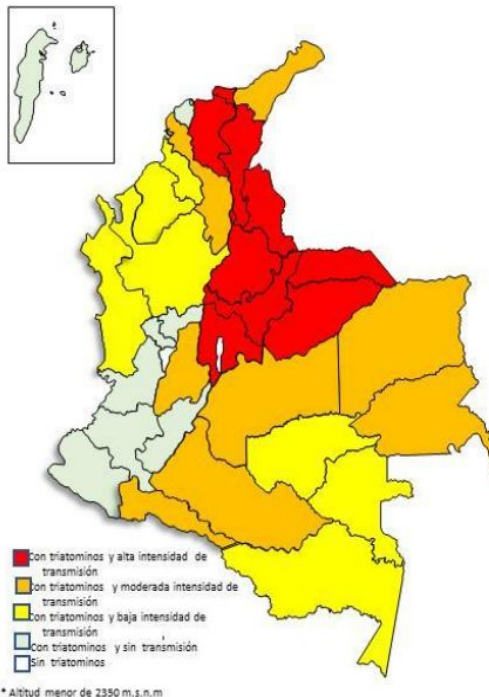 Con triatominos y alta intensidad de
transmisión
Con triatominos y moderada intensidad de
transmisión
Con triatominos y baja intensidad de
transmisión
Con triatominos y sin transmisión
Sin triatominos
* Altitud menor de 2350 m.s.n.m